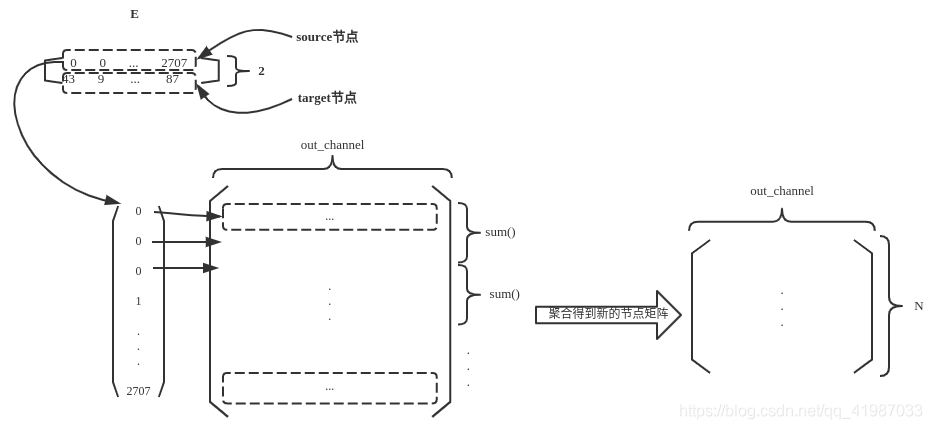 E
source节点
0 0 ... 2707
43 9 ... 87
2
target节点
out_channel
0
0
0
1
.
.
.
2707
...
.
.
.
...
sum()
sum()
.
.
.
聚合得到新的节点矩阵
out_channel
.
.
.
N
https://blog.csdn.net/qq_41987033